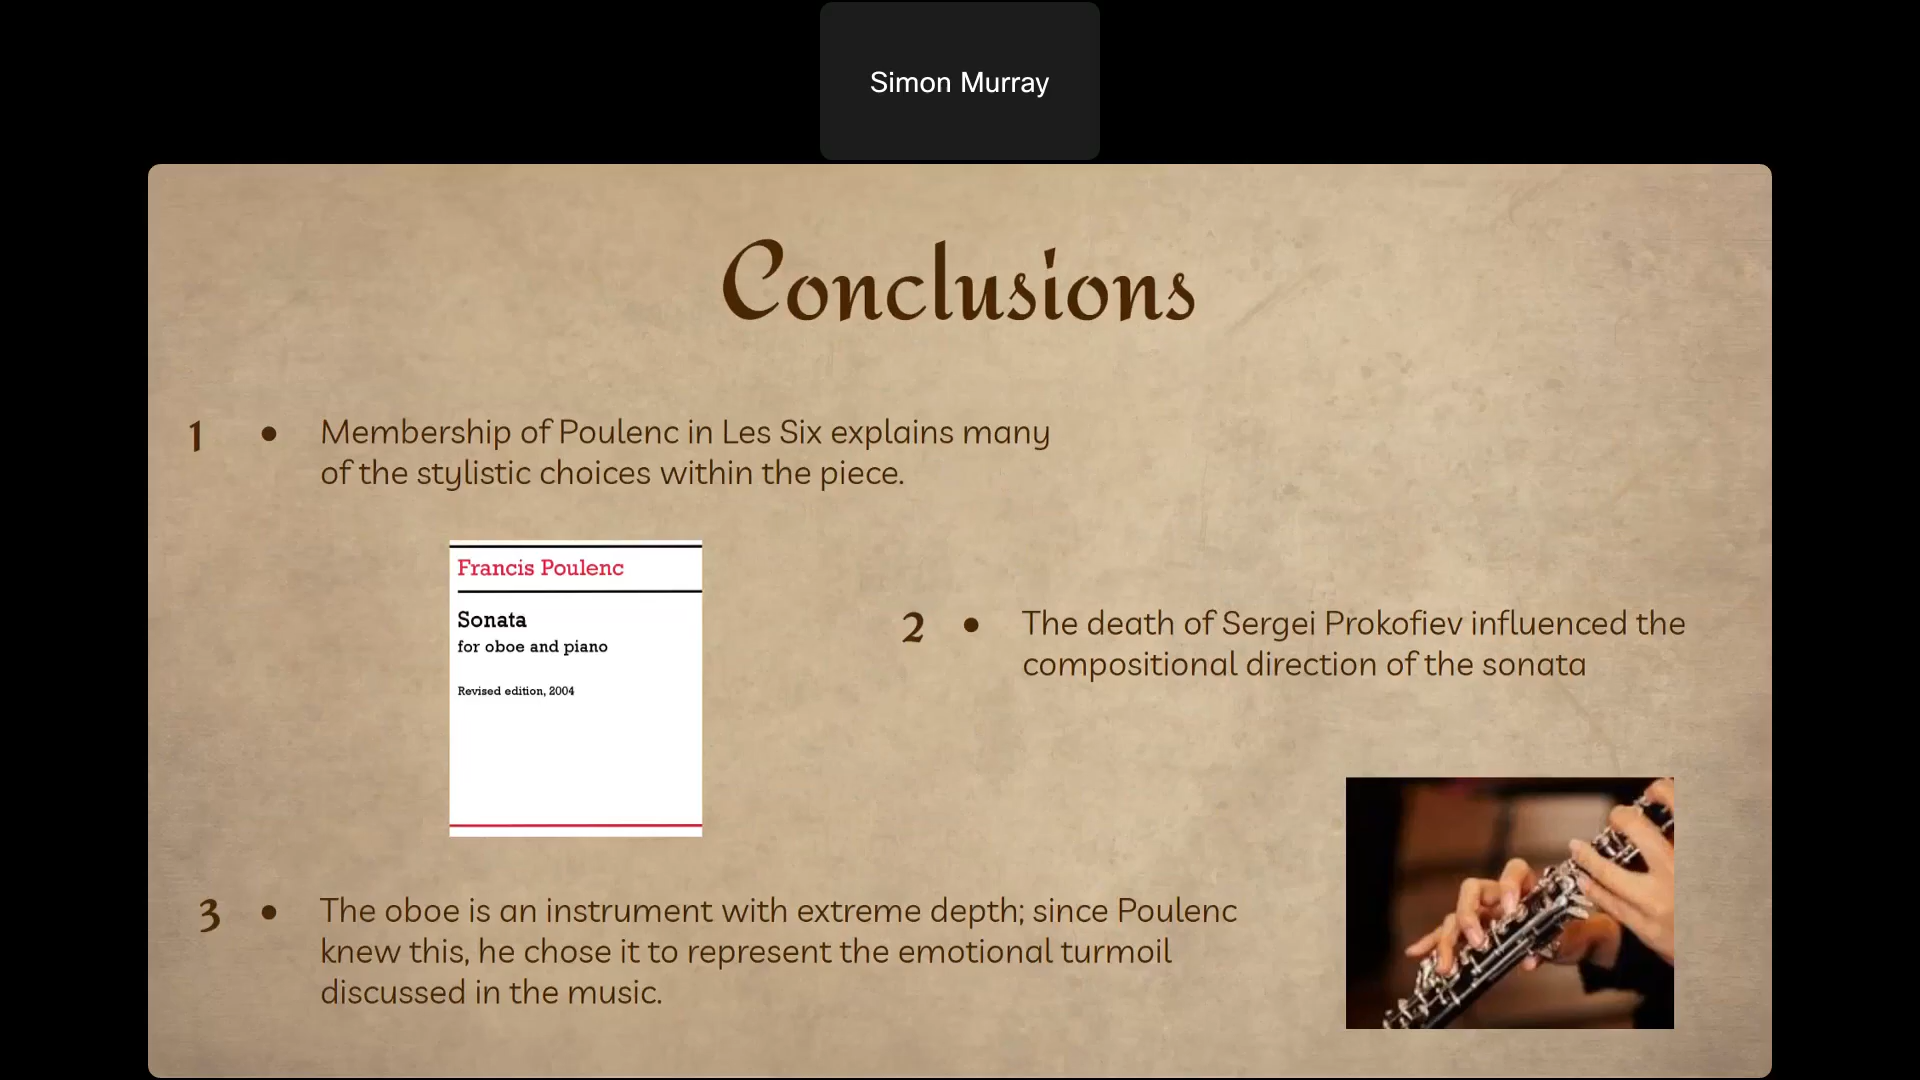 Simon Murray
Conclusions
1 • Membership of Poulenc in Les Six explains many
of the stylistic choices within the piece.
Francis Poulenc
Sonata
for oboe and piano
Revised edition, 2004
2 • The death of Sergei Prokofiev influenced the
compositional direction of the sonata
3 • The oboe is an instrument with extreme depth; since Poulenc
knew this, he chose it to represent the emotional turmoil
discussed in the music.